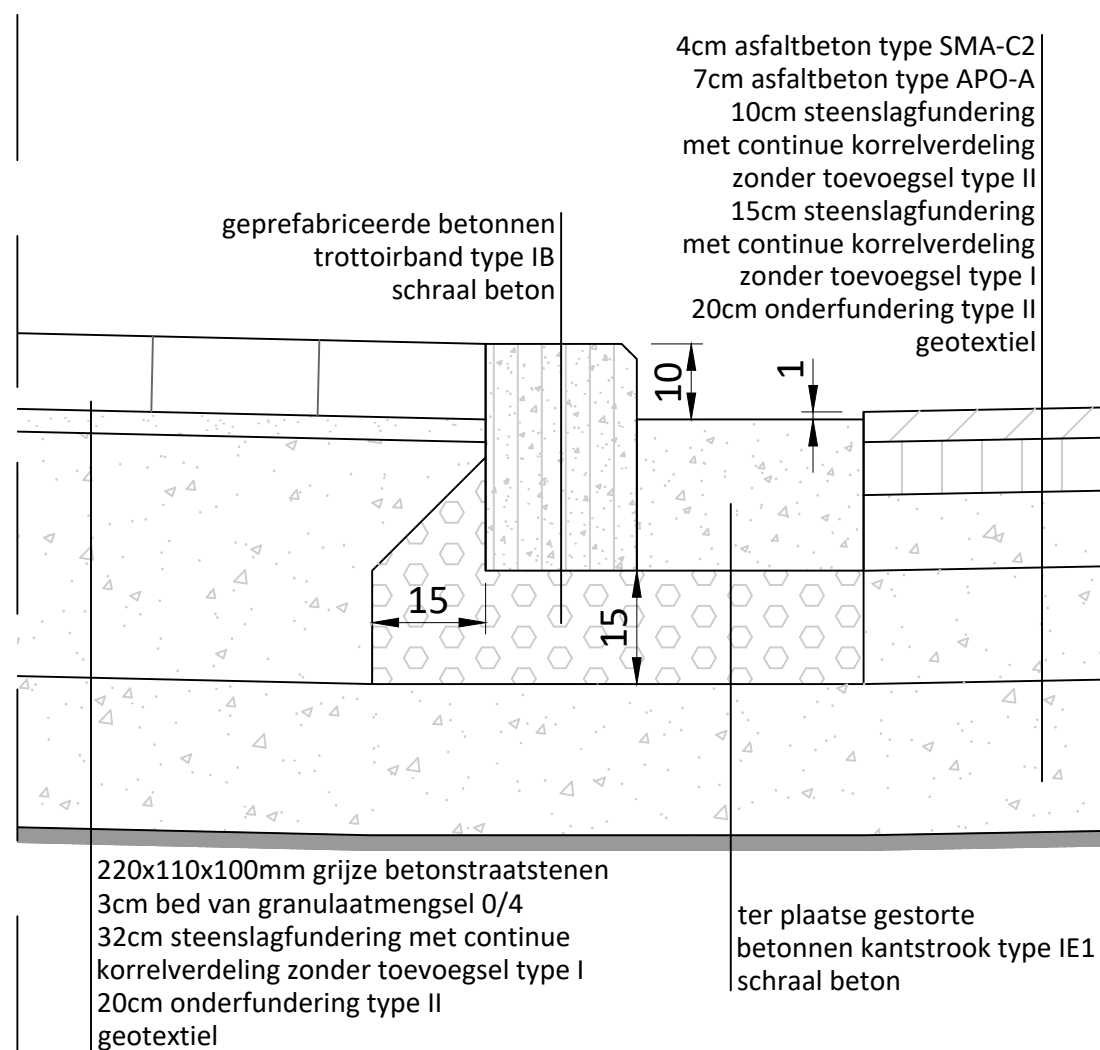 4cm asfaltbeton type SMA-C2
7cm asfaltbeton type APO-A
10cm steenslagfundering
met continue korrelverdeling
zonder toevoegsel type II
15cm steenslagfundering
met continue korrelverdeling
zonder toevoegsel type I
20cm onderfundering type II
geotextiel
geprefabriceerde betonnen
trottoirband type IB
schraal beton
10
1
15
15
220x110x100mm grijze betonstraatstenen
3cm bed van granulaatmengsel 0/4
32cm steenslagfundering met continue
korrelverdeling zonder toevoegsel type I
20cm onderfundering type II
geotextiel
ter plaatse gestorte
betonnen kantstrook type IE1
schraal beton